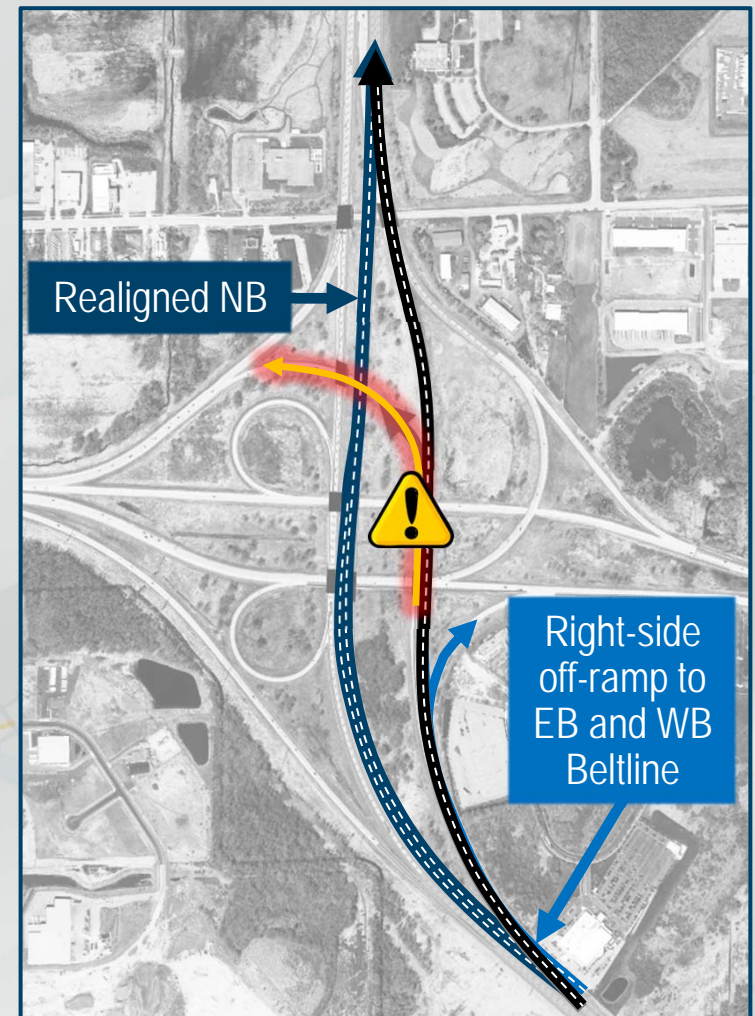 Realigned NB
Right-side
off-ramp to
EB and WB
Beltline